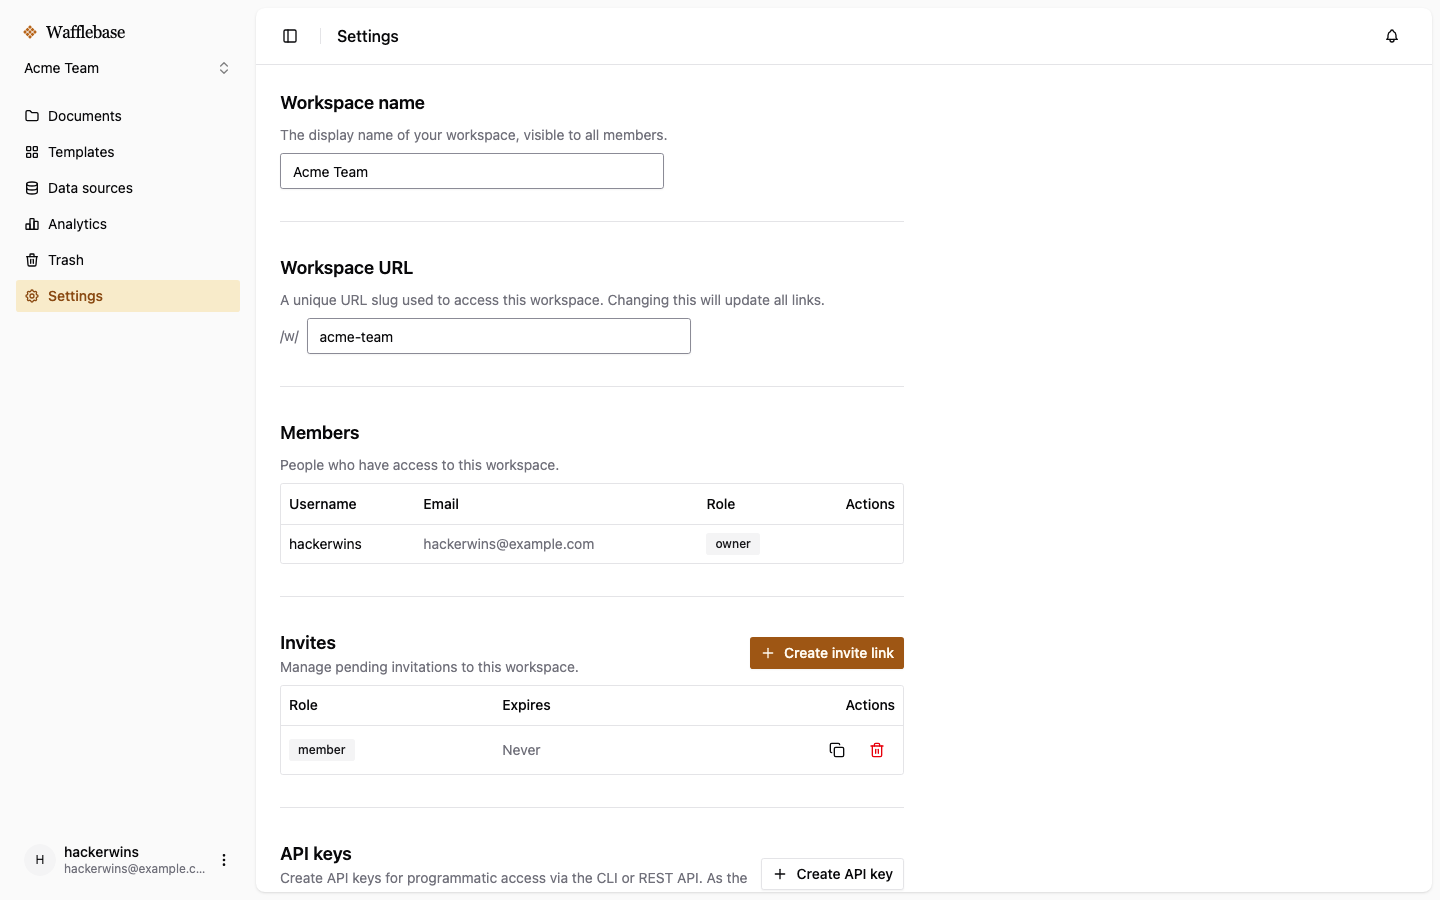 Wafflebase
Acme Team
Documents
Templates
Data sources
Analytics
Trash
Settings
hackerwins
hackerwins@example.c...
H
Settings
Workspace name
The display name of your workspace, visible to all members.
Acme Team
Workspace URL
A unique URL slug used to access this workspace. Changing this will update all links.
/w/ acme-team
Members
People who have access to this workspace.
Username Email Role Actions
hackerwins hackerwins@example.com owner
Invites
Manage pending invitations to this workspace.
Create invite link
Role Expires Actions
member Never
API keys
Create API keys for programmatic access via the CLI or REST API. As the
Create API key